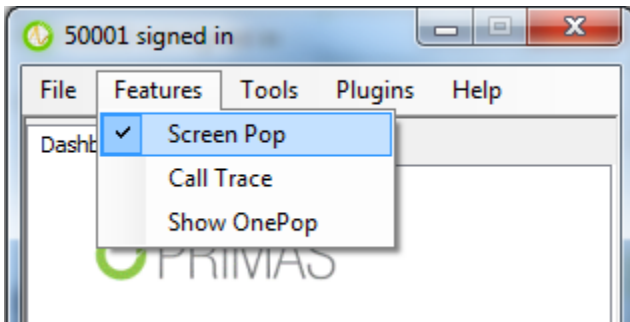 50001 signed in
File Features Tools Plugins Help
Screen Pop
Call Trace
Show OnePop
PRIMAS